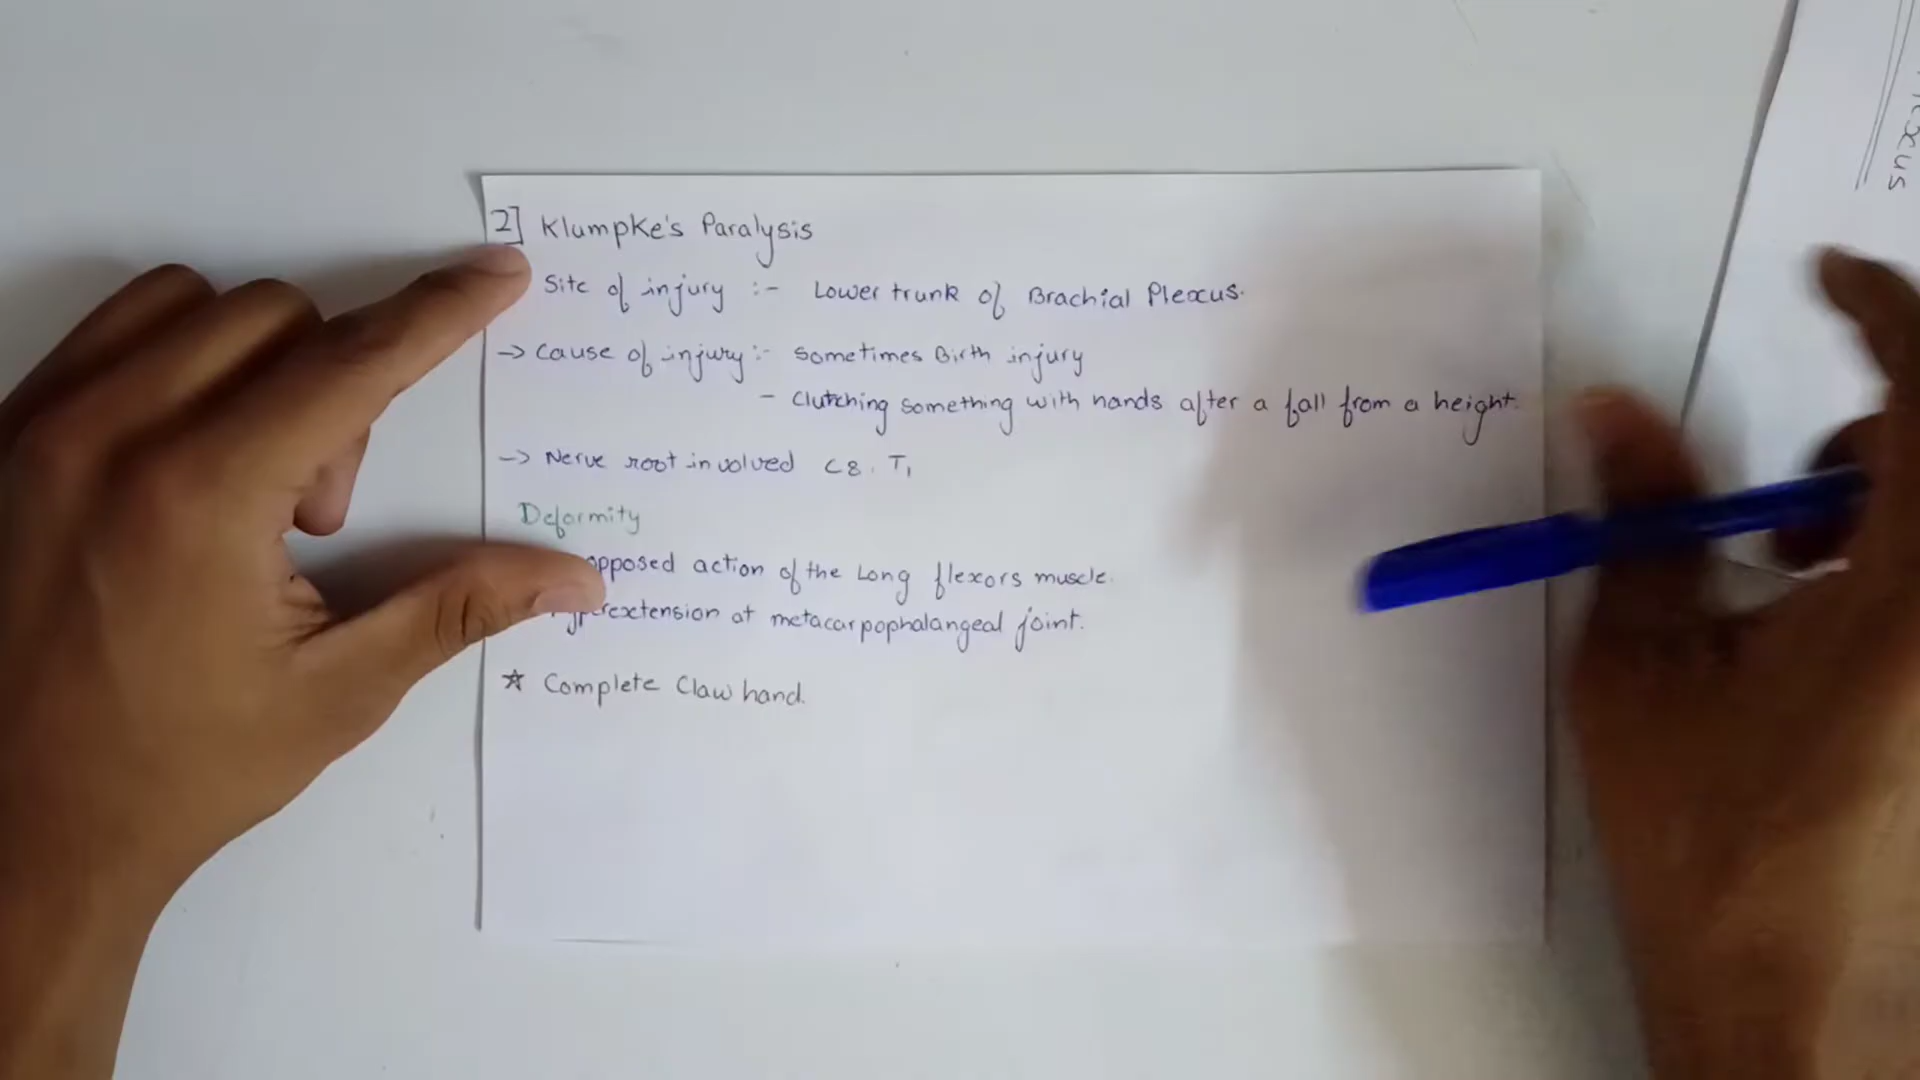 2] Klumpke's Paralysis
Site of injury :- Lower trunk of Brachial Plexus.
→ Cause of injury :- Sometimes Birth injury
- Clutching something with hands after a fall from a height.
→ Nerve root involved C8. T1
Deformity
opposed action of the Long flexors muscle.
extension at metacarpophalangeal joint.
☆ Complete Claw hand.